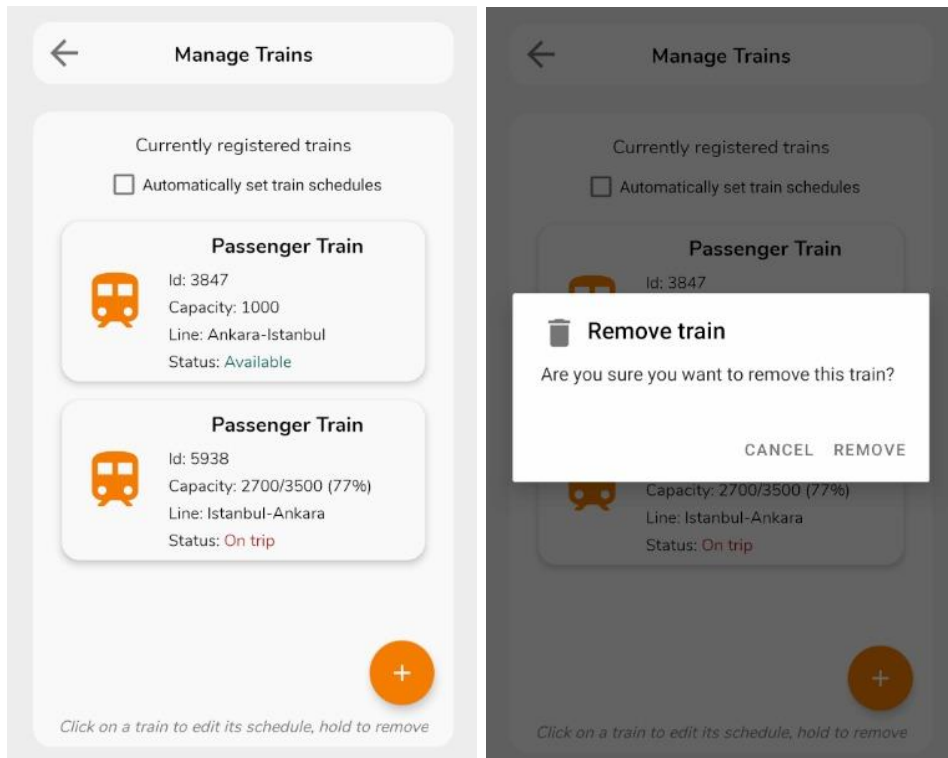 Manage Trains
Currently registered trains
Automatically set train schedules
Passenger Train
Id: 3847
Capacity: 1000
Line: Ankara-Istanbul
Status: Available
Passenger Train
Id: 5938
Capacity: 2700/3500 (77%)
Line: Istanbul-Ankara
Status: On trip
+
Click on a train to edit its schedule, hold to remove
Manage Trains
Currently registered trains
Automatically set train schedules
Passenger Train
Id: 3847
Remove train
Are you sure you want to remove this train?
CANCEL REMOVE
Capacity: 2700/3500 (77%)
Line: Istanbul-Ankara
Status: On trip
+
Click on a train to edit its schedule, hold to remove